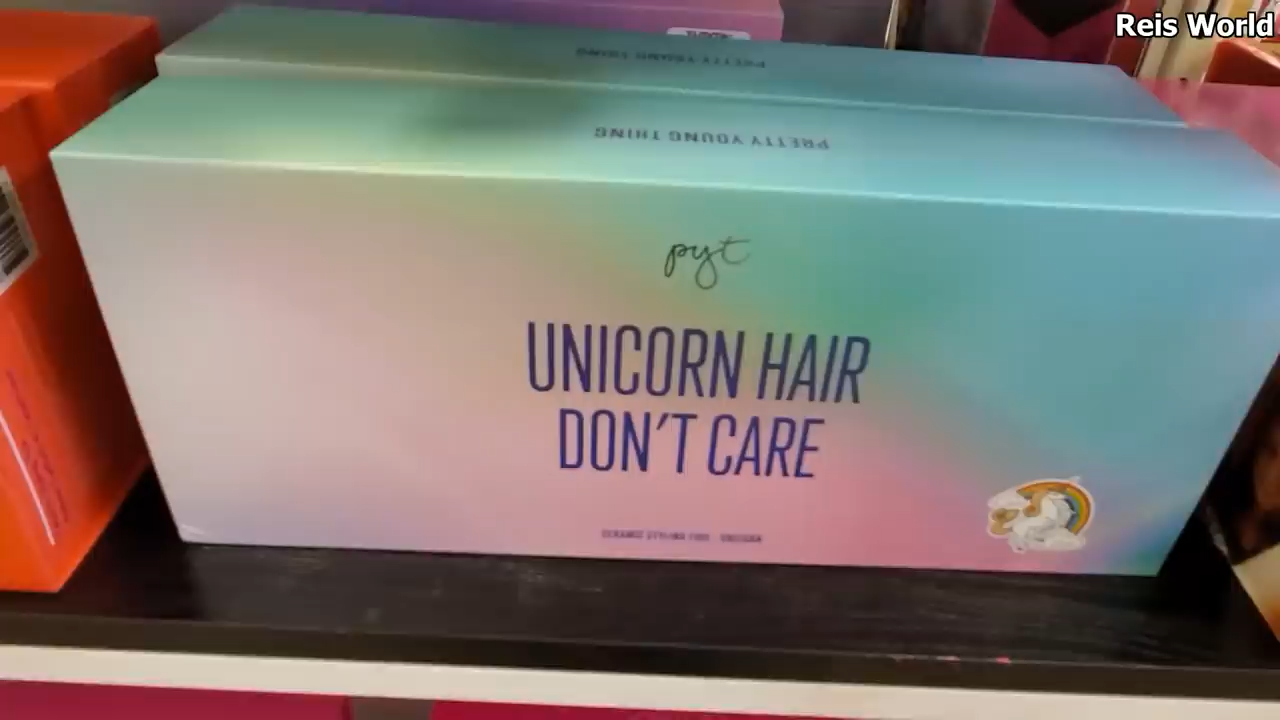 Reis World
PRETTY YOUNG THING
PRETTY YOUNG THING
pyt
UNICORN HAIR
DON'T CARE